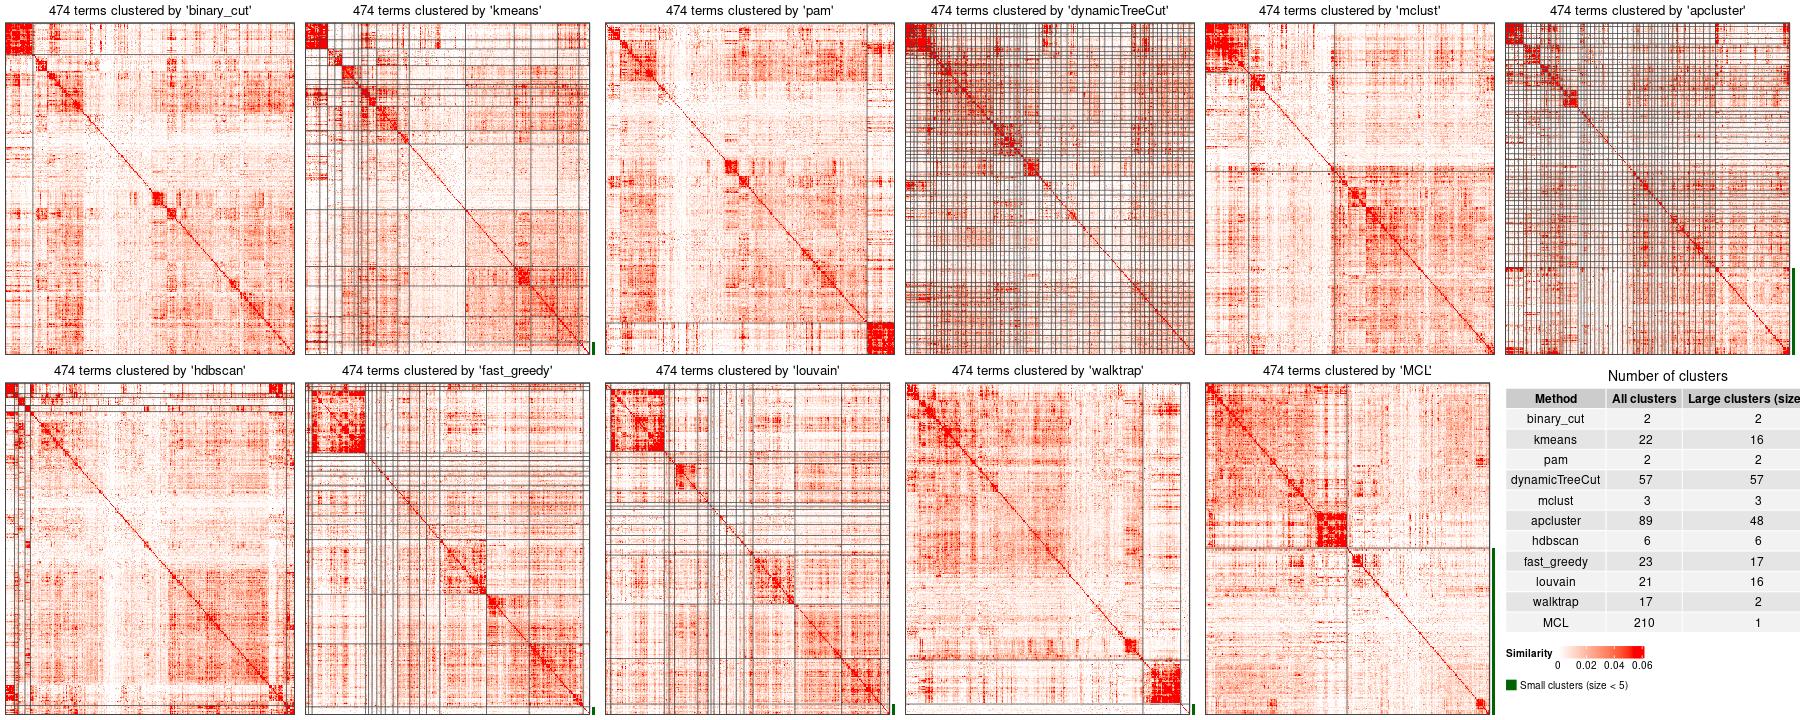 474 terms clustered by 'binary_cut'
474 terms clustered by 'kmeans'
474 terms clustered by 'pam'
474 terms clustered by 'dynamicTreeCut'
474 terms clustered by 'mclust'
474 terms clustered by 'apcluster'
474 terms clustered by 'hdbscan'
474 terms clustered by 'fast_greedy'
474 terms clustered by 'louvain'
474 terms clustered by 'walktrap'
474 terms clustered by 'MCL'
Number of clusters
Method All clusters Large clusters (size
binary_cut 2 2
kmeans 22 16
pam 2 2
dynamicTreeCut 57 57
mclust 3 3
apcluster 89 48
hdbscan 6 6
fast_greedy 23 17
louvain 21 16
walktrap 17 2
MCL 210 1
Similarity
0 0.02 0.04 0.06
Small clusters (size < 5)